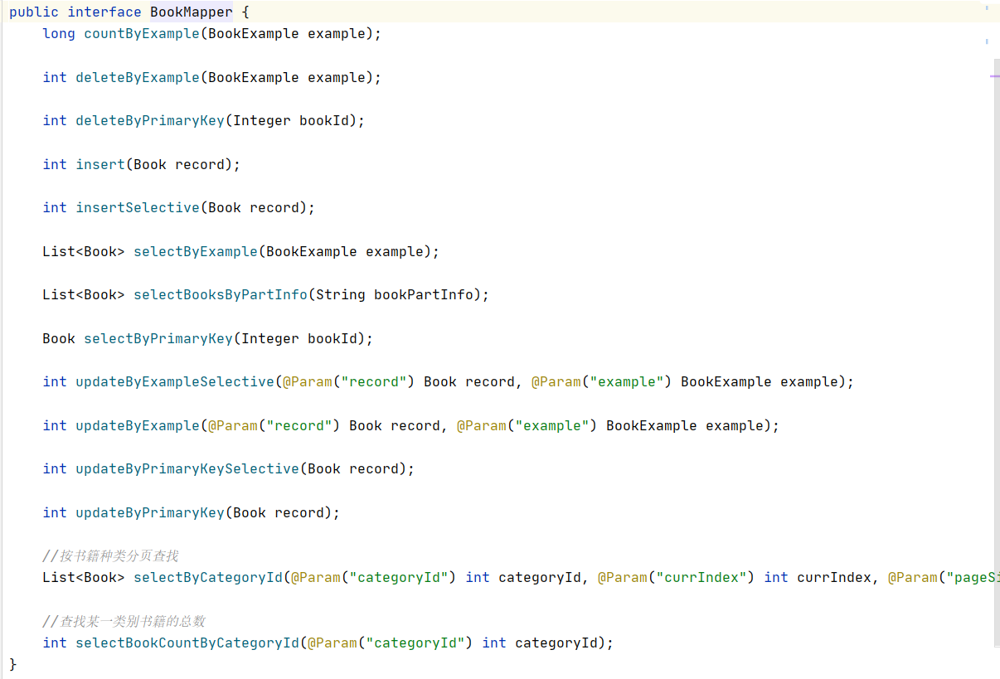 public interface BookMapper {
long countByExample(BookExample example);
int deleteByExample(BookExample example);
int deleteByPrimaryKey(Integer bookId);
int insert(Book record);
int insertSelective(Book record);
List<Book> selectByExample(BookExample example);
List<Book> selectBooksByPartInfo(String bookPartInfo);
Book selectByPrimaryKey(Integer bookId);
int updateByExampleSelective(@Param("record") Book record, @Param("example") BookExample example);
int updateByExample(@Param("record") Book record, @Param("example") BookExample example);
int updateByPrimaryKeySelective(Book record);
int updateByPrimaryKey(Book record);
//按书籍种类分页查找
List<Book> selectByCategoryId(@Param("categoryId") int categoryId, @Param("currIndex") int currIndex, @Param("pageSi
//查找某一类别书籍的总数
int selectBookCountByCategoryId(@Param("categoryId") int categoryId);
}